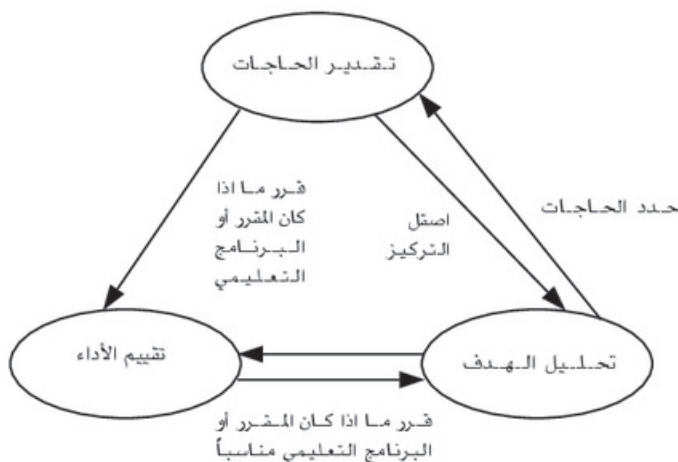 تقدير الحاجات
قرر ما اذا
كان المقرر أو
البرنامج
التعليمي
اصقل
التركيز
حدد الحاجات
تقييم الأداء
تحليل الهدف
قرر ما اذا كان المقرر أو
البرنامج التعليمي مناسباً